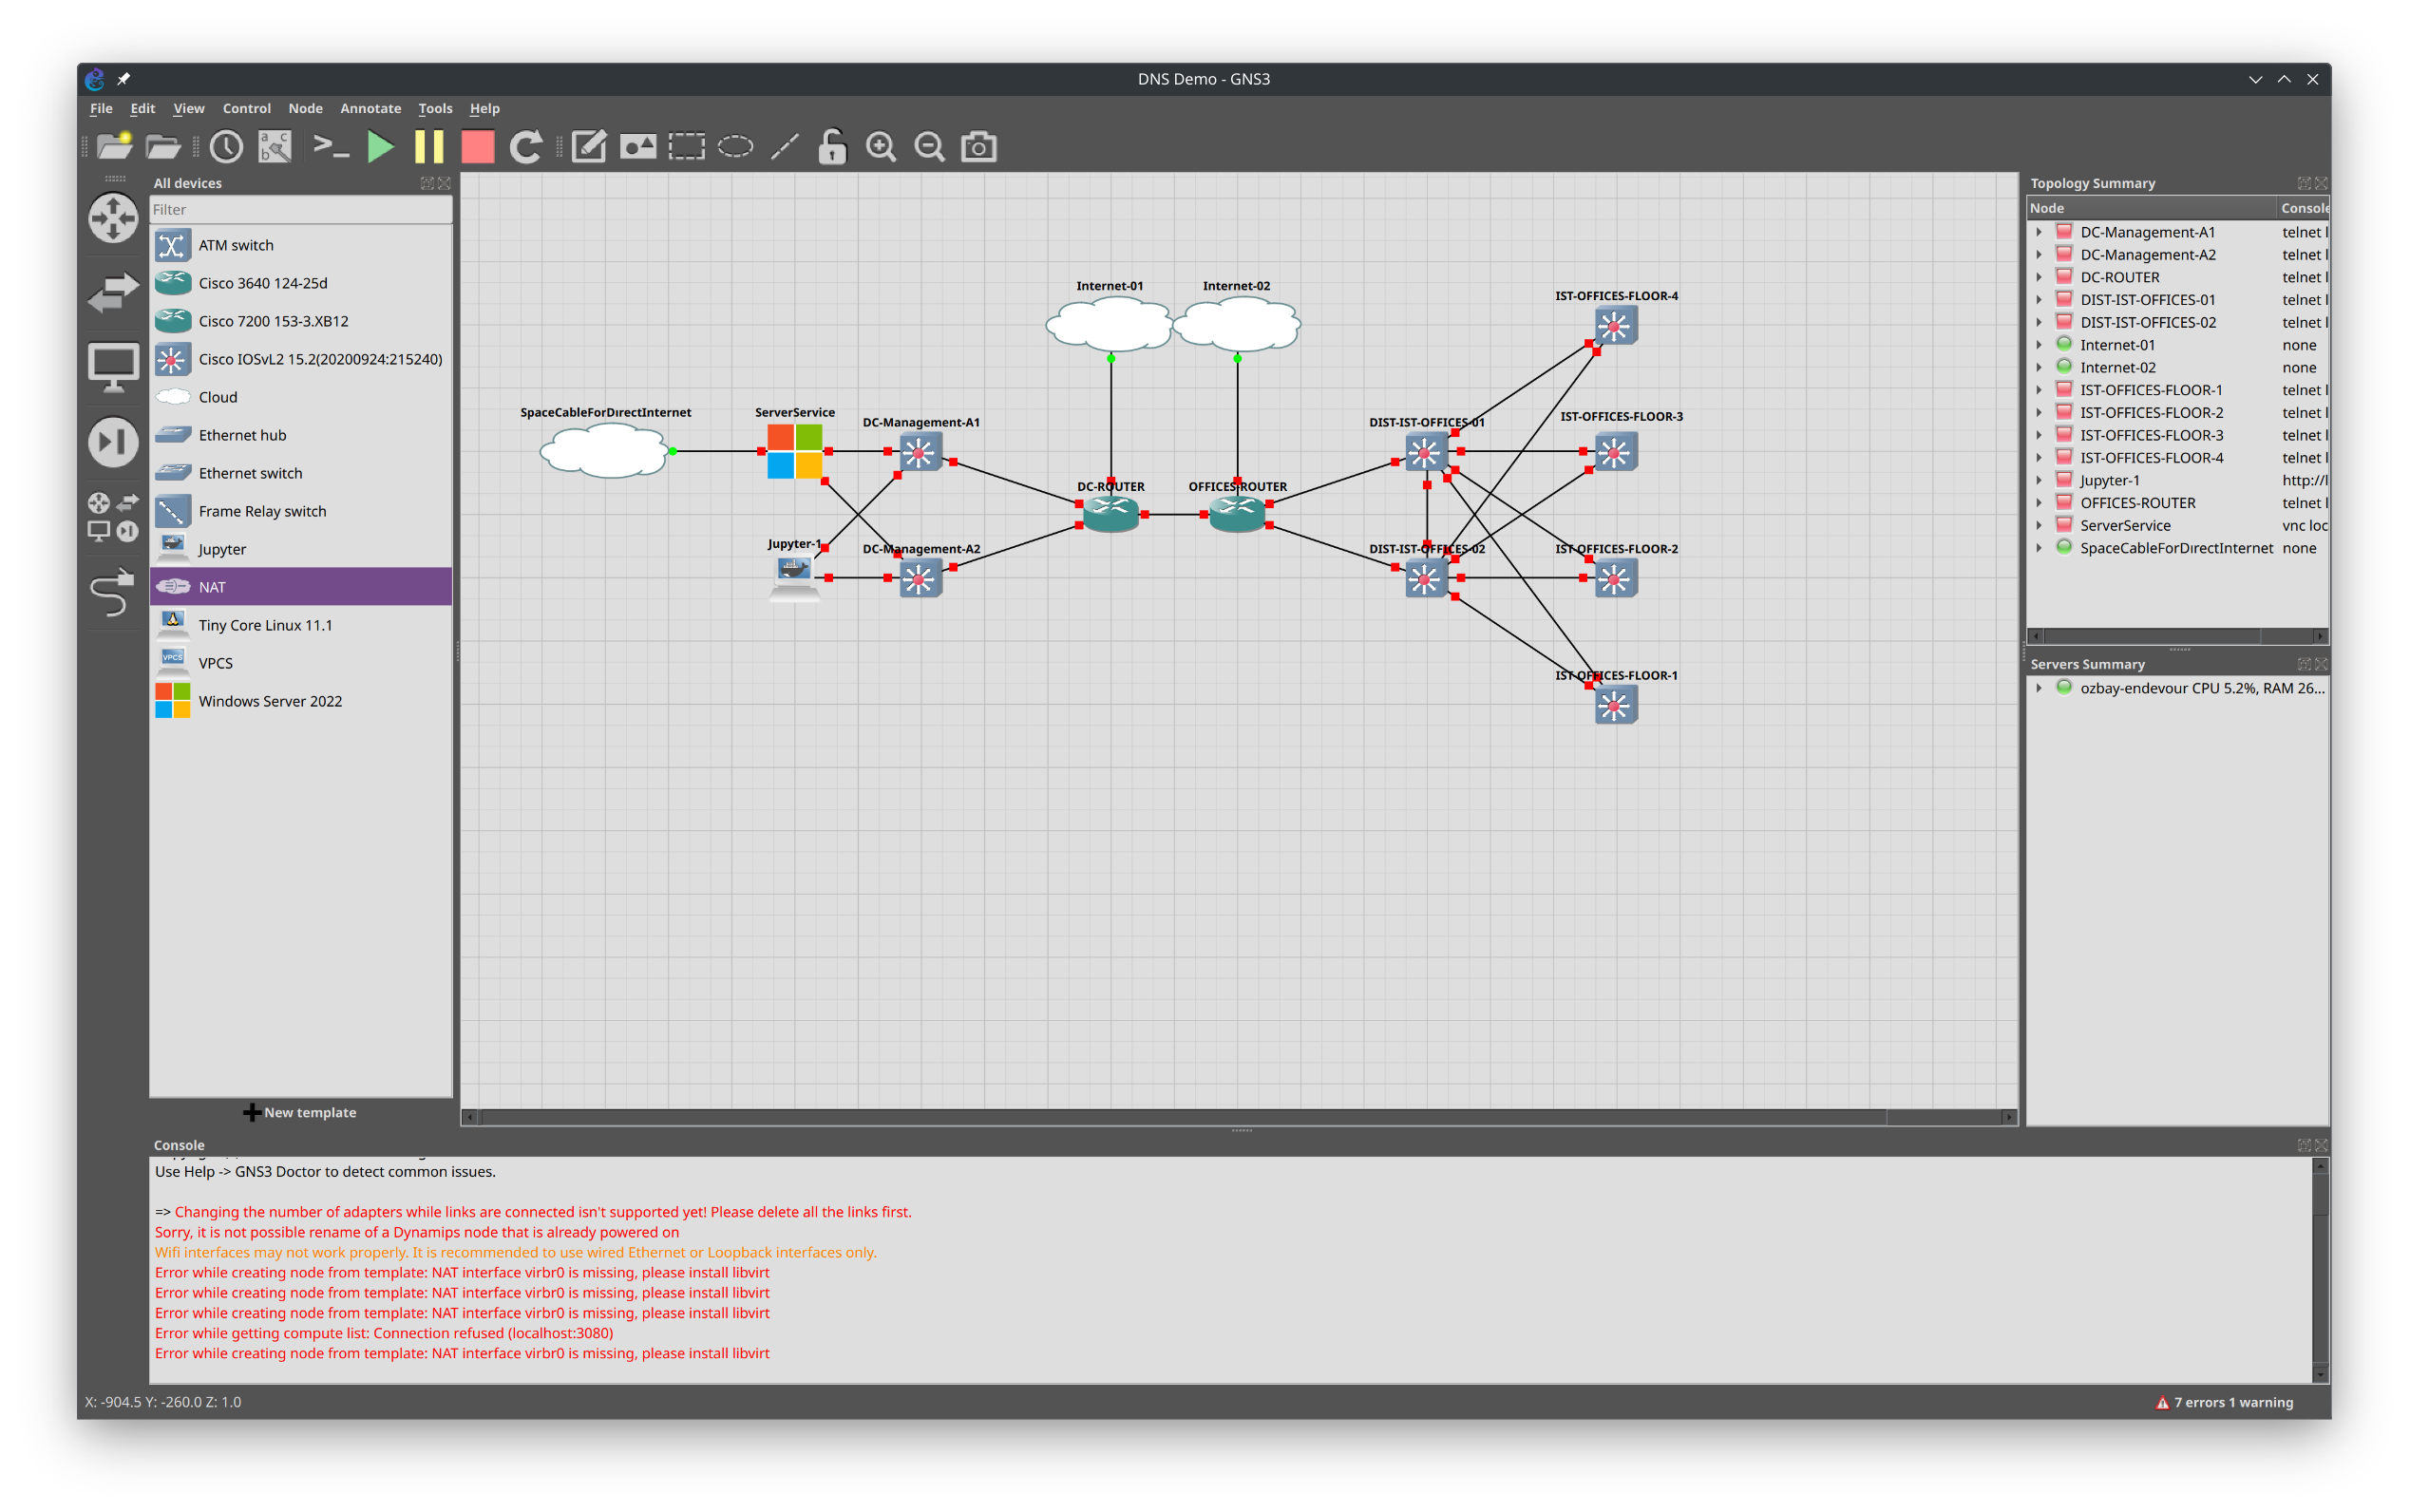 DNS Demo - GNS3
File Edit View Control Node Annotate Tools Help
All devices
Filter
ATM switch
Cisco 3640 124-25d
Cisco 7200 153-3.XB12
Cisco IOSvL2 15.2(20200924:215240)
Cloud
Ethernet hub
Ethernet switch
Frame Relay switch
Jupyter
NAT
Tiny Core Linux 11.1
VPCS
Windows Server 2022
New template
Internet-01
Internet-02
IST-OFFICES-FLOOR-4
SpaceCableForDırectInternet
ServerService
DC-Management-A1
DIST-IST-OFFICES-01
IST-OFFICES-FLOOR-3
DC-ROUTER
OFFICES-ROUTER
Jupyter-1
DC-Management-A2
DIST-IST-OFFICES-02
IST-OFFICES-FLOOR-2
IST-OFFICES-FLOOR-1
Topology Summary
Node Console
DC-Management-A1 telnet l
DC-Management-A2 telnet l
DC-ROUTER telnet l
DIST-IST-OFFICES-01 telnet l
DIST-IST-OFFICES-02 telnet l
Internet-01 none
Internet-02 none
IST-OFFICES-FLOOR-1 telnet l
IST-OFFICES-FLOOR-2 telnet l
IST-OFFICES-FLOOR-3 telnet l
IST-OFFICES-FLOOR-4 telnet l
Jupyter-1 http://l
OFFICES-ROUTER telnet l
ServerService vnc loc
SpaceCableForDırectInternet none
Servers Summary
ozbay-endevour CPU 5.2%, RAM 26...
Console
Use Help -> GNS3 Doctor to detect common issues.
=> Changing the number of adapters while links are connected isn't supported yet! Please delete all the links first.
Sorry, it is not possible rename of a Dynamips node that is already powered on
Wifi interfaces may not work properly. It is recommended to use wired Ethernet or Loopback interfaces only.
Error while creating node from template: NAT interface virbr0 is missing, please install libvirt
Error while creating node from template: NAT interface virbr0 is missing, please install libvirt
Error while creating node from template: NAT interface virbr0 is missing, please install libvirt
Error while getting compute list: Connection refused (localhost:3080)
Error while creating node from template: NAT interface virbr0 is missing, please install libvirt
X: -904.5 Y: -260.0 Z: 1.0
7 errors 1 warning